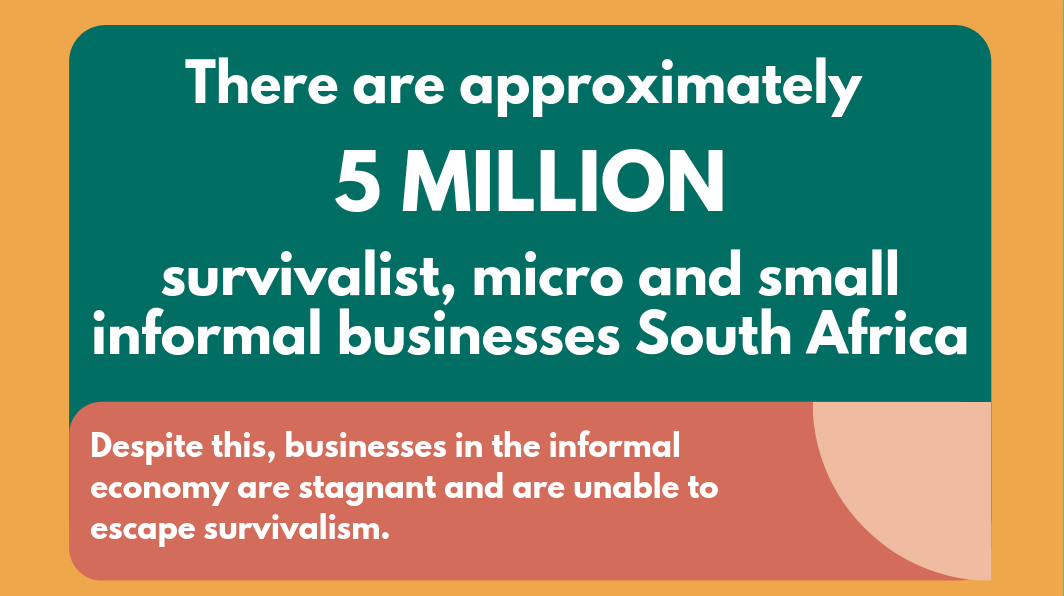 There are approximately
5 MILLION
survivalist, micro and small
informal businesses South Africa
Despite this, businesses in the informal
economy are stagnant and are unable to
escape survivalism.